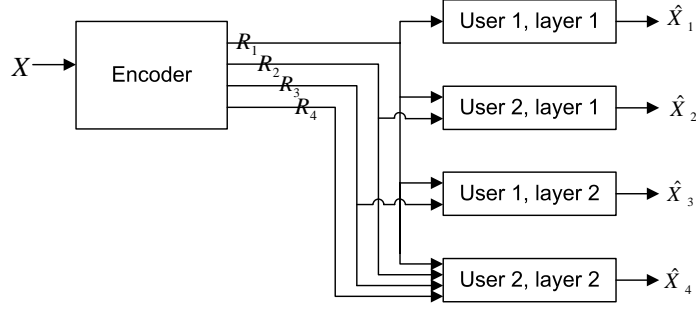 X
Encoder
R1
R2
R3
R4
User 1, layer 1
X̂ 1
User 2, layer 1
X̂ 2
User 1, layer 2
X̂ 3
User 2, layer 2
X̂ 4